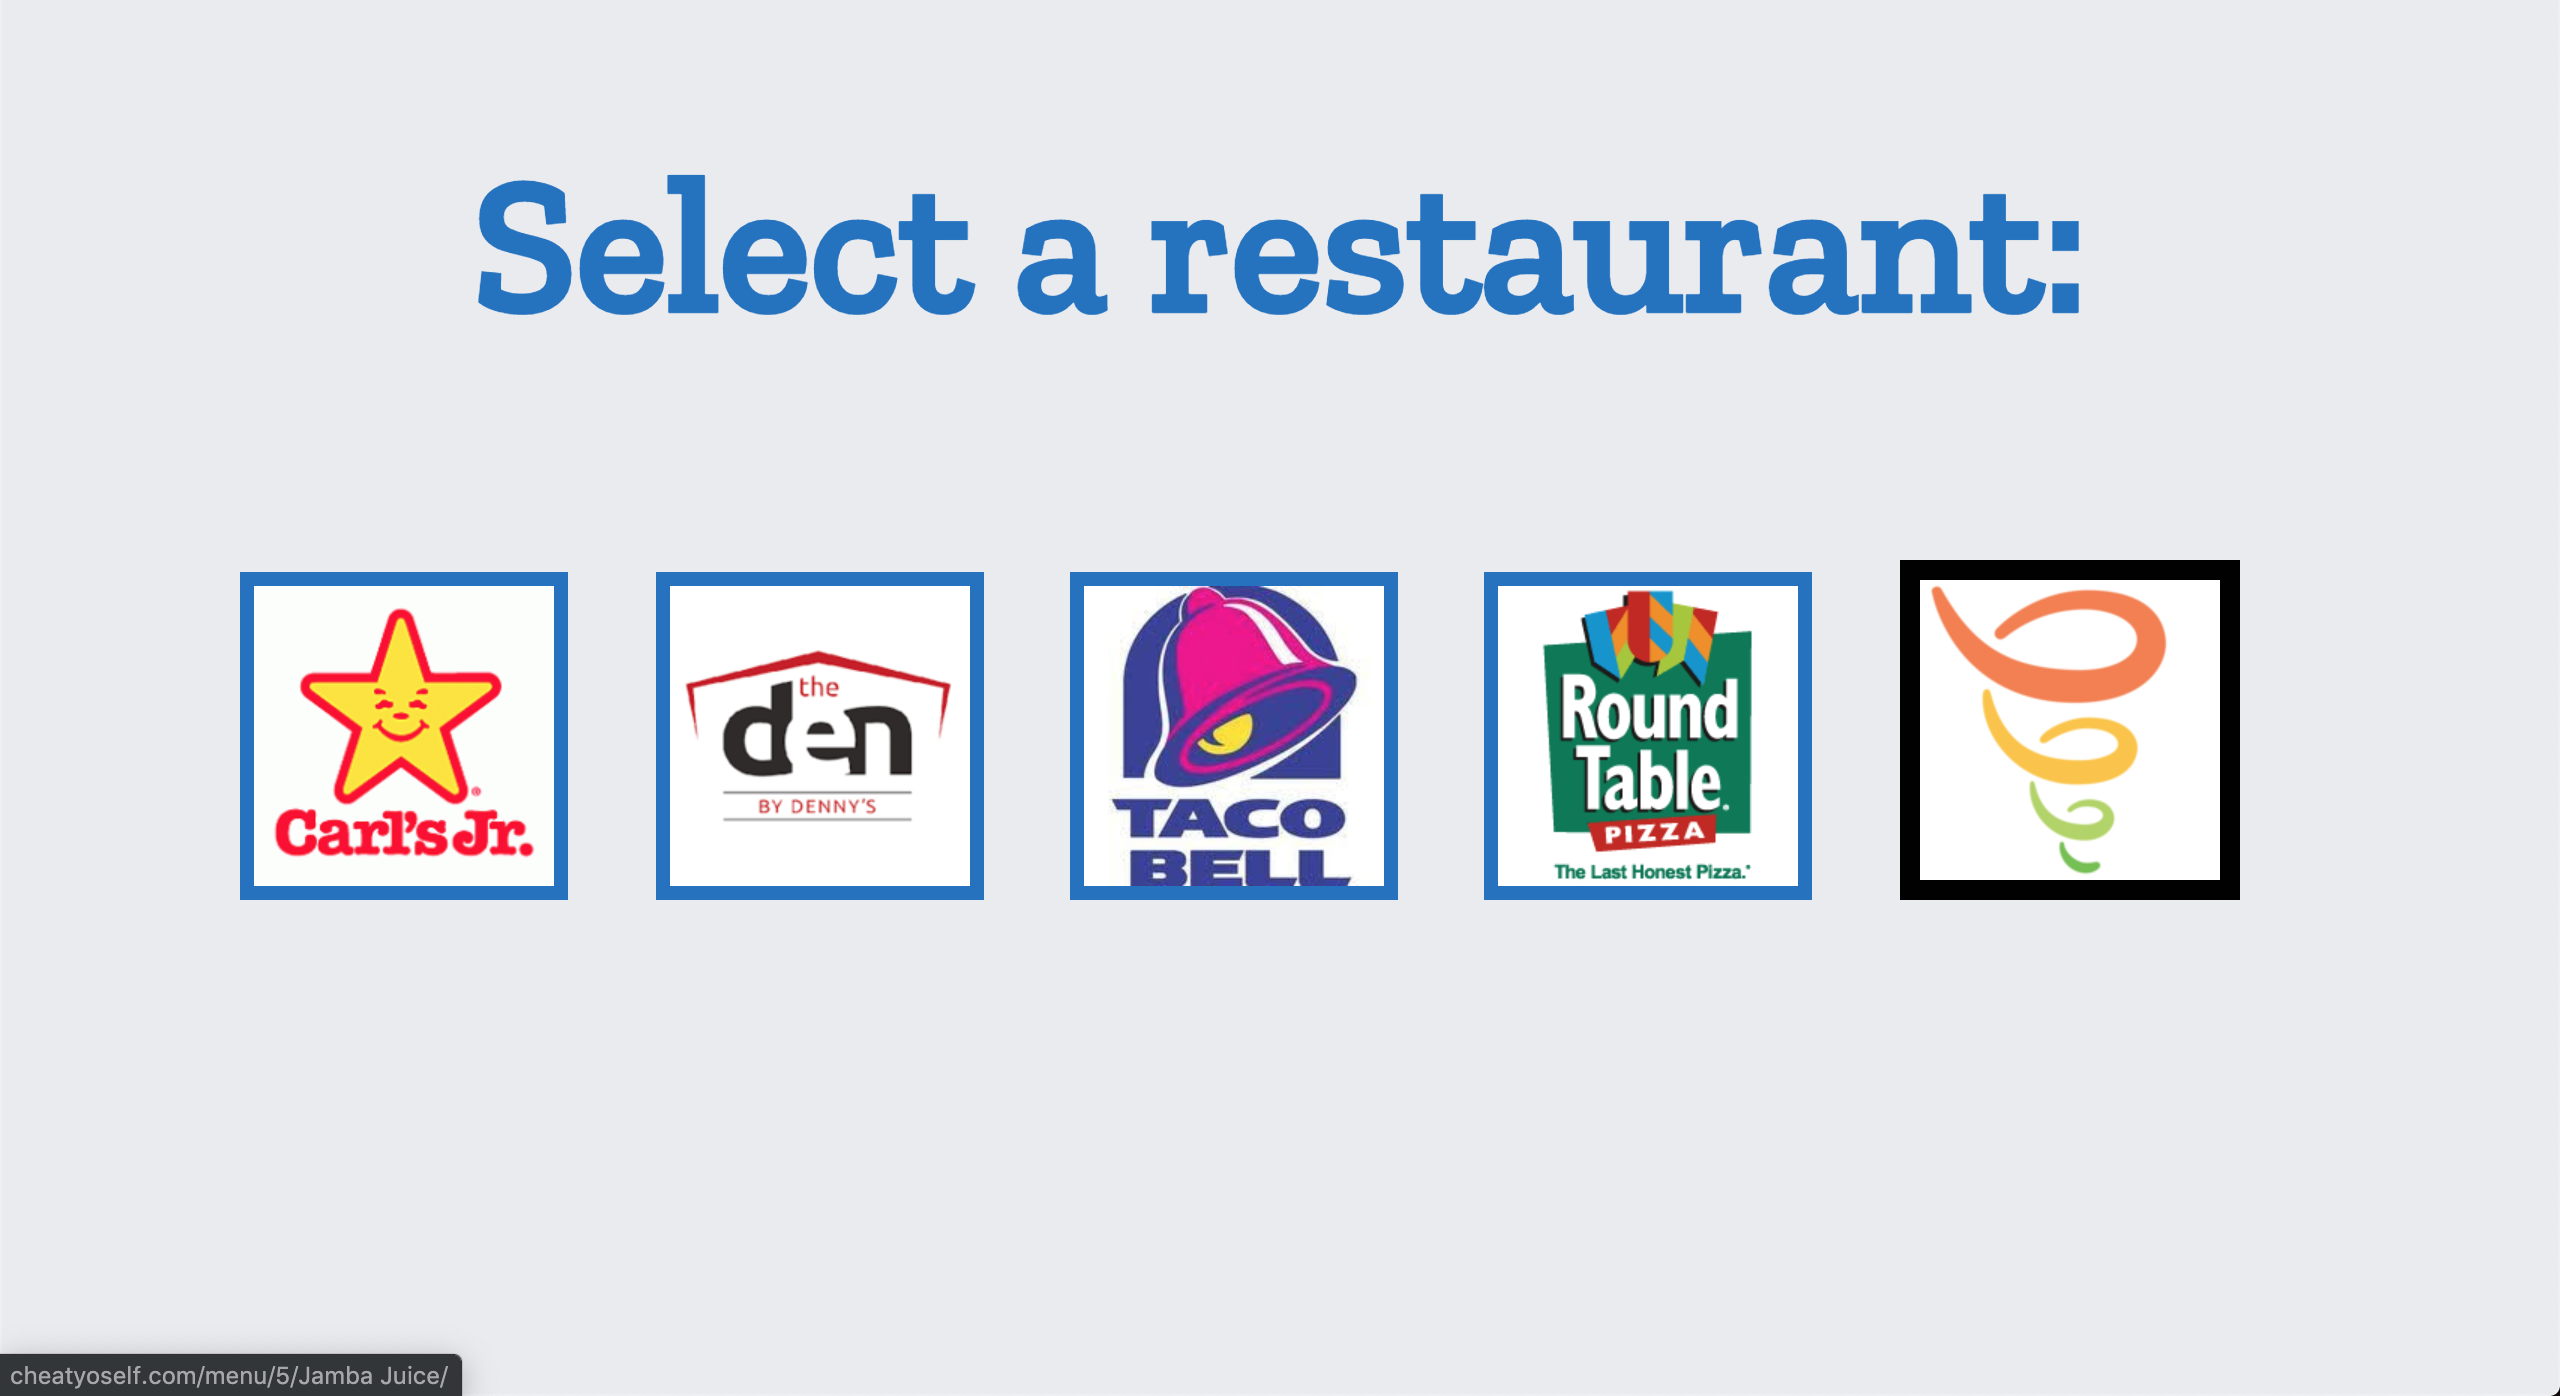 Select a restaurant:
Carl's Jr.
the
den
BY DENNY'S
TACO
BELL
Round
Table.
PIZZA
The Last Honest Pizza.
cheatyoself.com/menu/5/Jamba Juice/